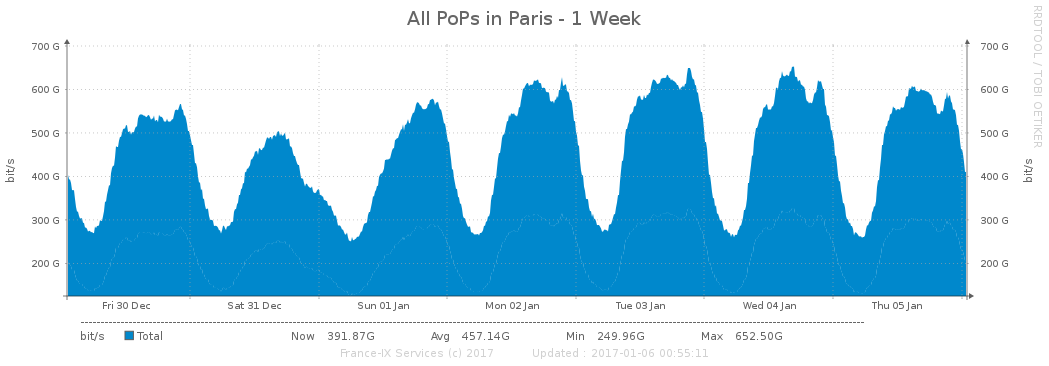 All PoPs in Paris - 1 Week
RRDTOOL / TOBI OETIKER
bit/s
700 G
600 G
500 G
400 G
300 G
200 G
700 G
600 G
500 G
400 G
300 G
200 G
bit/s
Fri 30 Dec Sat 31 Dec Sun 01 Jan Mon 02 Jan Tue 03 Jan Wed 04 Jan Thu 05 Jan
bit/s Total Now 391.87G Avg 457.14G Min 249.96G Max 652.50G
France-IX Services (c) 2017 Updated : 2017-01-06 00:55:11